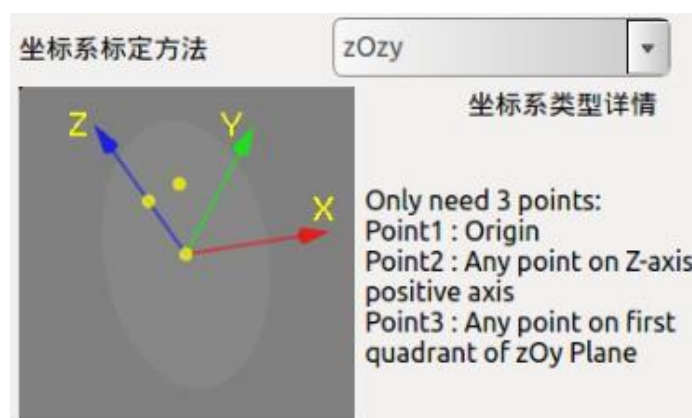 坐标系标定方法
zOzy
坐标系类型详情
Z
Y
X
Only need 3 points:
Point1 : Origin
Point2 : Any point on Z-axis
positive axis
Point3 : Any point on first
quadrant of zOy Plane